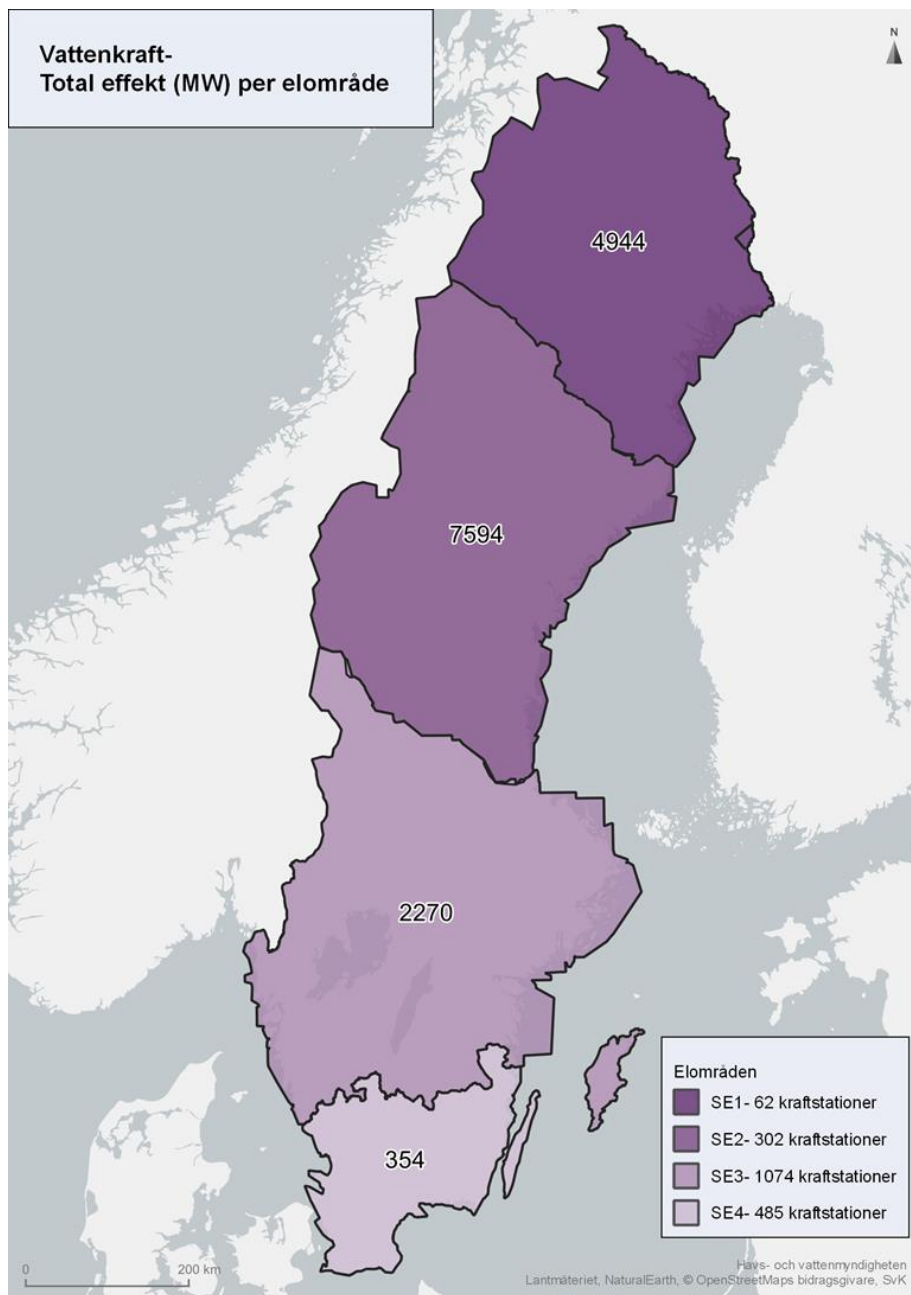 Vattenkraft-
Total effekt (MW) per elområde
N
4944
7594
2270
354
Elområden
SE1- 62 kraftstationer
SE2- 302 kraftstationer
SE3- 1074 kraftstationer
SE4- 485 kraftstationer
0 200 km
Havs- och vattenmyndigheten
Lantmäteriet, NaturalEarth, © OpenStreetMaps bidragsgivare, SvK